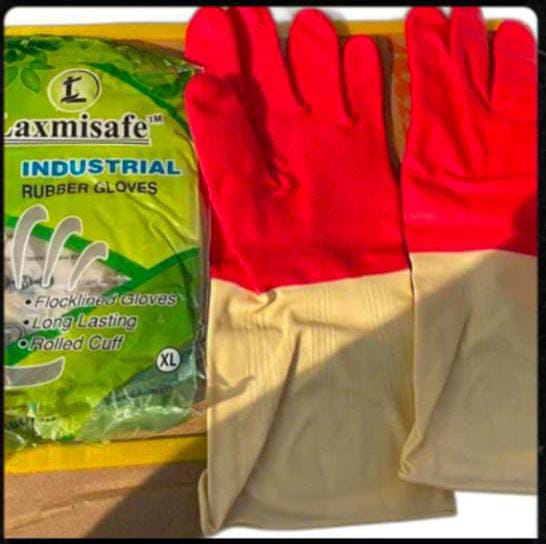 Laxmisafe™
INDUSTRIAL
RUBBER GLOVES
• Flocklined Gloves
• Long Lasting
• Rolled Cuff
XL